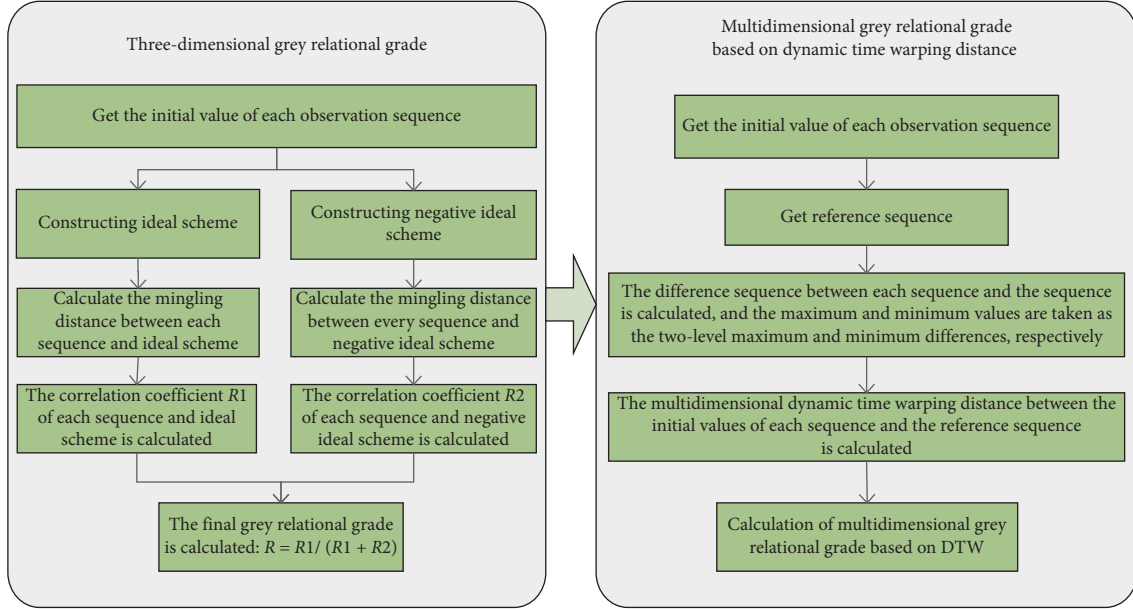 Three-dimensional grey relational grade
Get the initial value of each observation sequence
Constructing ideal scheme
Constructing negative ideal
scheme
Calculate the mingling
distance between each
sequence and ideal scheme
Calculate the mingling distance
between every sequence and
negative ideal scheme
The correlation coefficient R1
of each sequence and ideal
scheme is calculated
The correlation coefficient R2
of each sequence and negative
ideal scheme is calculated
The final grey relational grade
is calculated: R = R1/ (R1 + R2)
Multidimensional grey relational grade
based on dynamic time warping distance
Get the initial value of each observation sequence
Get reference sequence
The difference sequence between each sequence and the sequence
is calculated, and the maximum and minimum values are taken as
the two-level maximum and minimum differences, respectively
The multidimensional dynamic time warping distance between the
initial values of each sequence and the reference sequence
is calculated
Calculation of multidimensional grey
relational grade based on DTW